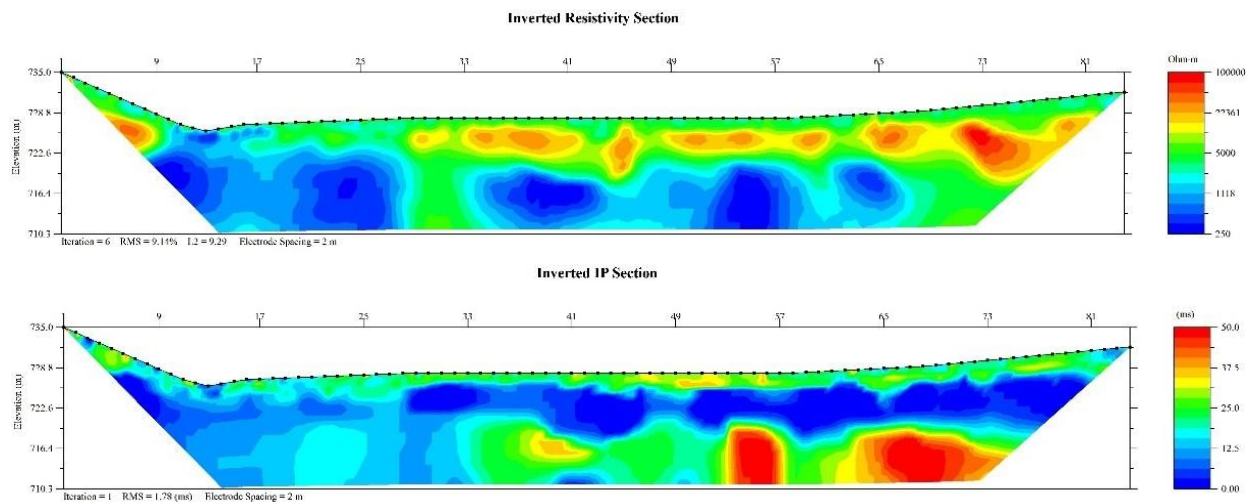 Inverted Resistivity Section
1 9 17 25 33 41 49 57 65 73 81
Ohm-m
735.0
728.8
722.6
716.4
710.3
Elevation (m)
100000
22361
5000
1118
250
Iteration = 6 RMS = 9.14% L2 = 9.29 Electrode Spacing = 2 m
Inverted IP Section
1 9 17 25 33 41 49 57 65 73 81
(ms)
735.0
728.8
722.6
716.4
710.3
Elevation (m)
50.0
37.5
25.0
12.5
0.00
Iteration = 1 RMS = 1.78 (ms) Electrode Spacing = 2 m